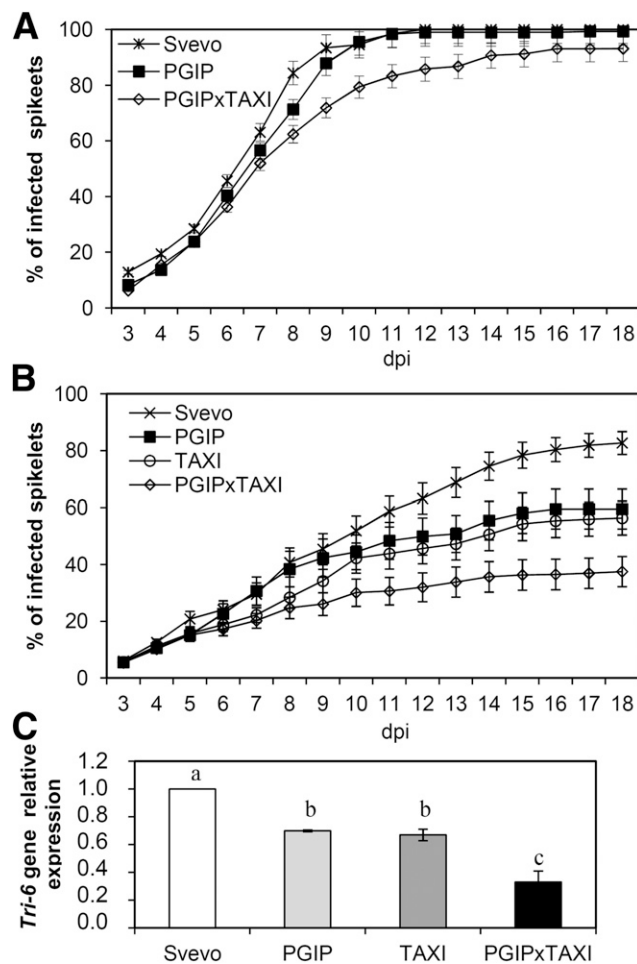 A
% of infected spikeets
100
80
60
40
20
0
Svevo
PGIP
PGIPxTAXI
3 4 5 6 7 8 9 10 11 12 13 14 15 16 17 18
dpi
B
% of infected spikelets
100
80
60
40
20
0
Svevo
PGIP
TAXI
PGIPxTAXI
3 4 5 6 7 8 9 10 11 12 13 14 15 16 17 18
dpi
C
Tri-6 gene relative
expression
1.2
1.0
0.8
0.6
0.4
0.2
0.0
a
b
b
c
Svevo PGIP TAXI PGIPxTAXI